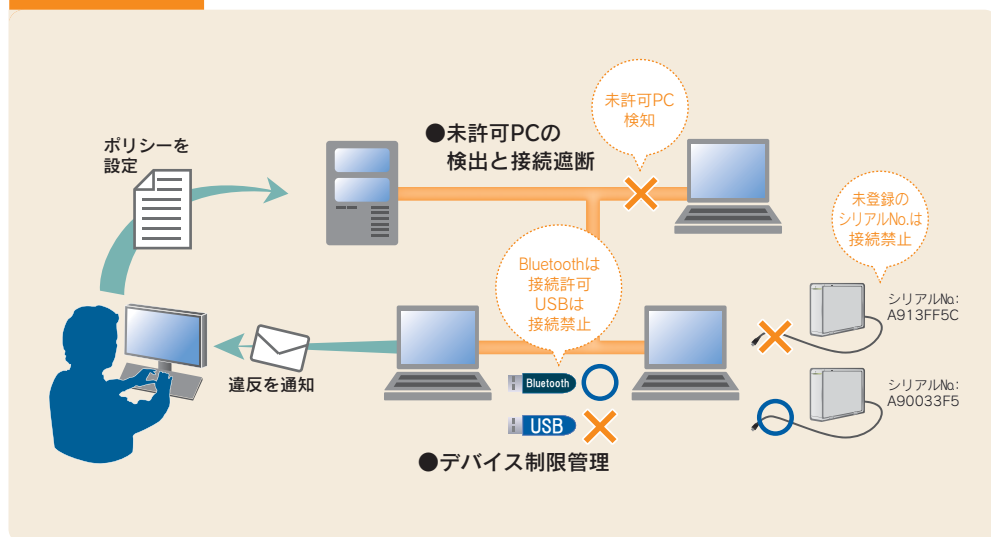 ポリシーを
設定
●未許可PCの
検出と接続遮断
未許可PC
検知
未登録の
シリアルNo.は
接続禁止
Bluetoothは
接続許可
USBは
接続禁止
シリアルNo:
A913FF5C
違反を通知
Bluetooth
USB
シリアルNo:
A90033F5
●デバイス制限管理